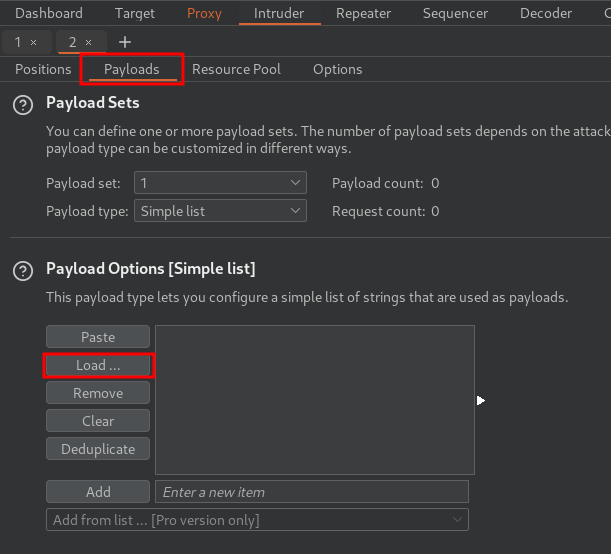 Dashboard Target Proxy Intruder Repeater Sequencer Decoder
1 × 2 × +
Positions Payloads Resource Pool Options
? Payload Sets
You can define one or more payload sets. The number of payload sets depends on the attack
payload type can be customized in different ways.
Payload set: 1 Payload count: 0
Payload type: Simple list Request count: 0
? Payload Options [Simple list]
This payload type lets you configure a simple list of strings that are used as payloads.
Paste
Load ...
Remove
Clear
Deduplicate
Add Enter a new item
Add from list ... [Pro version only]